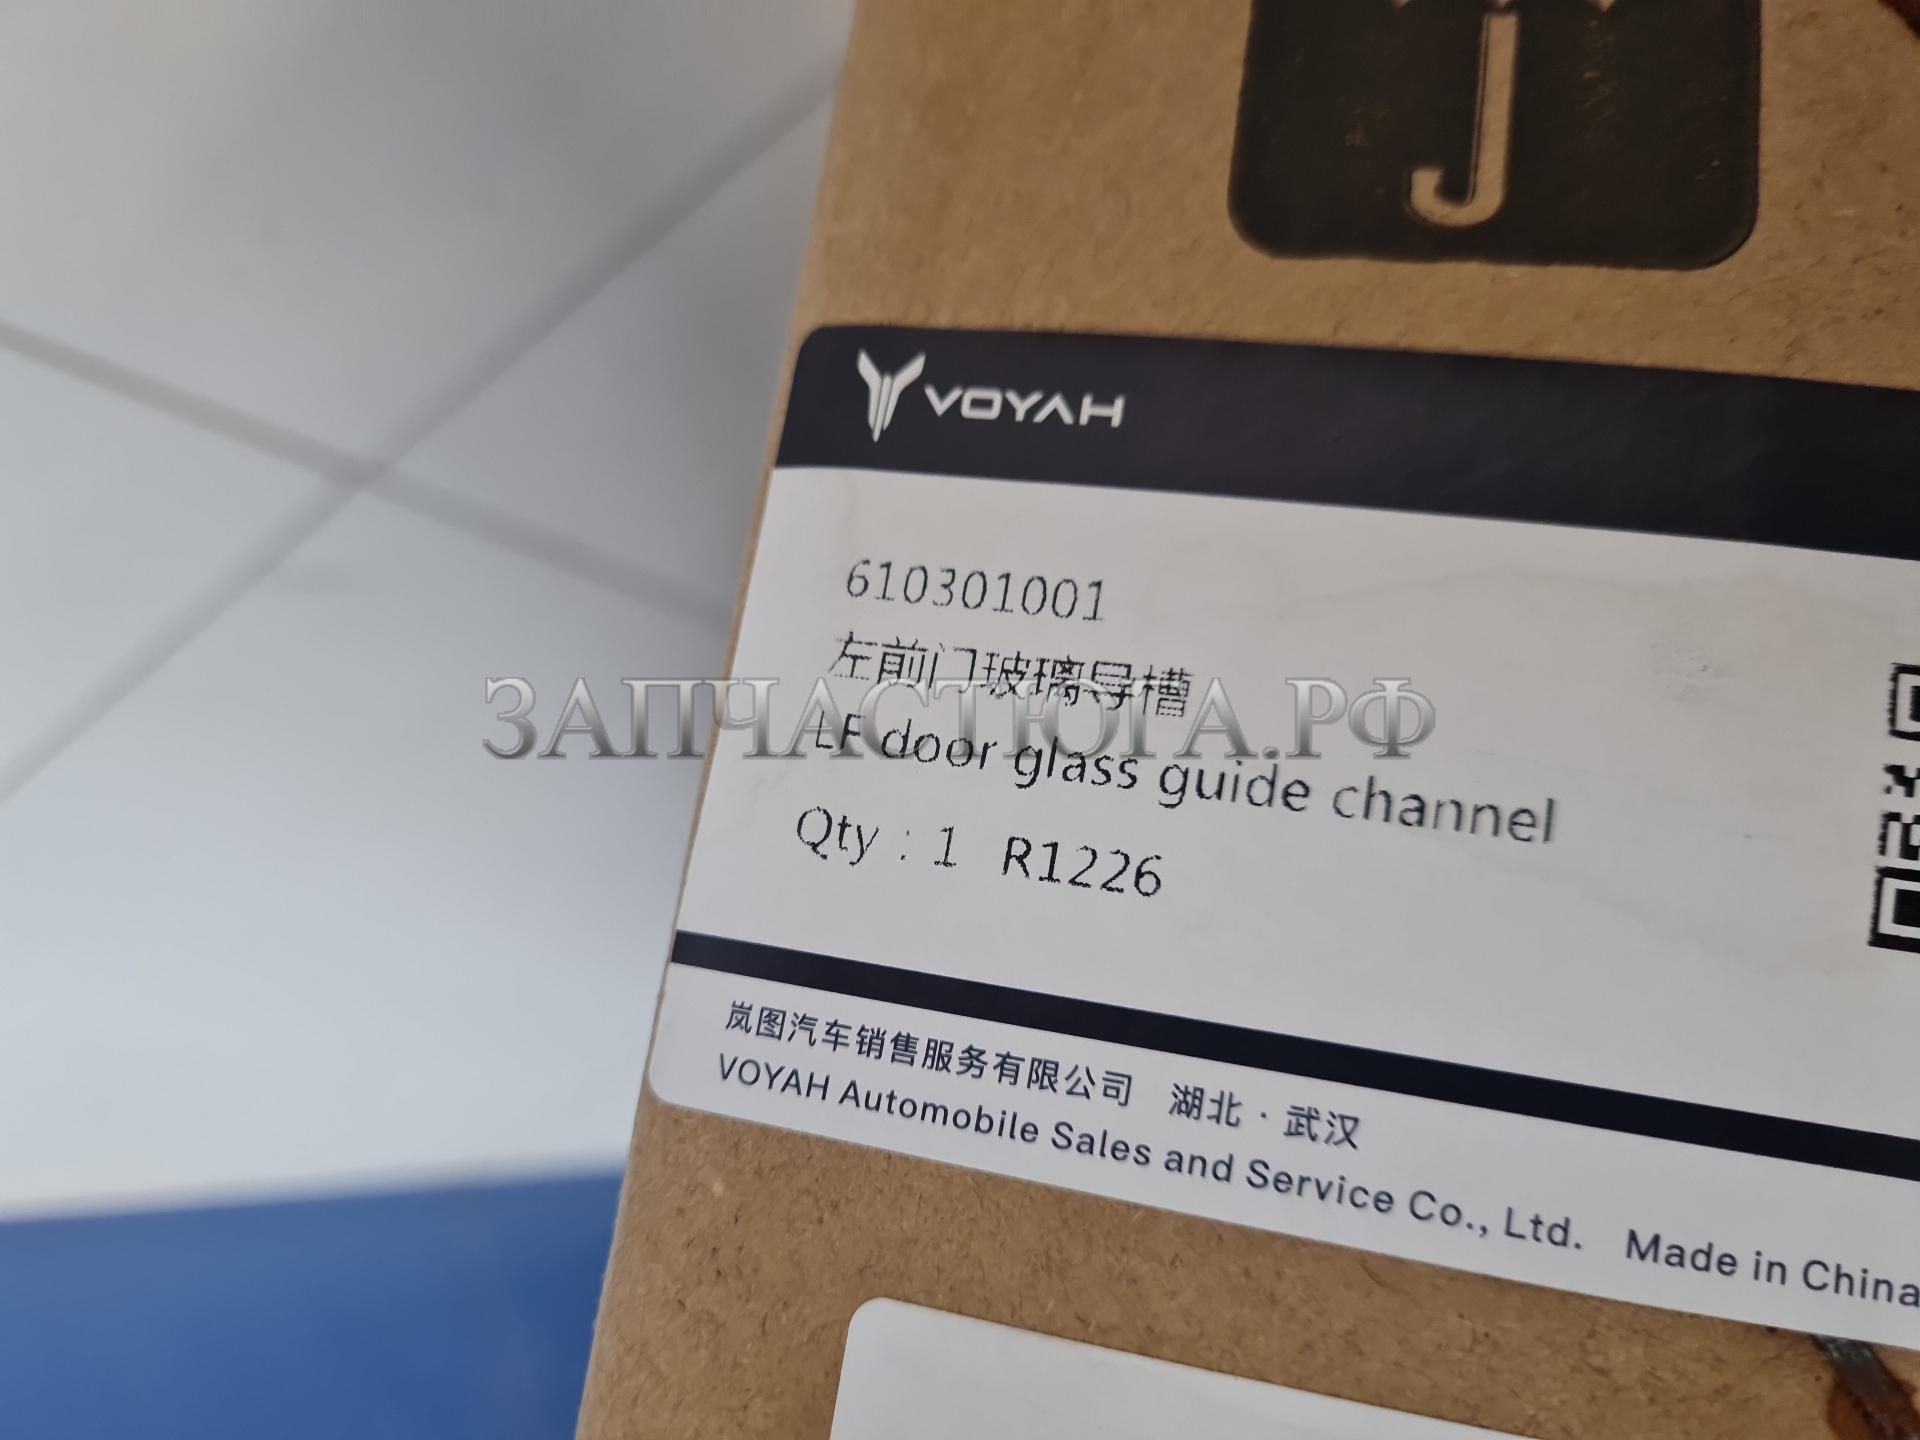 VOYAH
610301001
左前门玻璃导槽
ЗАПЧАСТЮГА.РФ
LF door glass guide channel
Qty : 1 R1226
岚图汽车销售服务有限公司 湖北 · 武汉
VOYAH Automobile Sales and Service Co., Ltd. Made in China